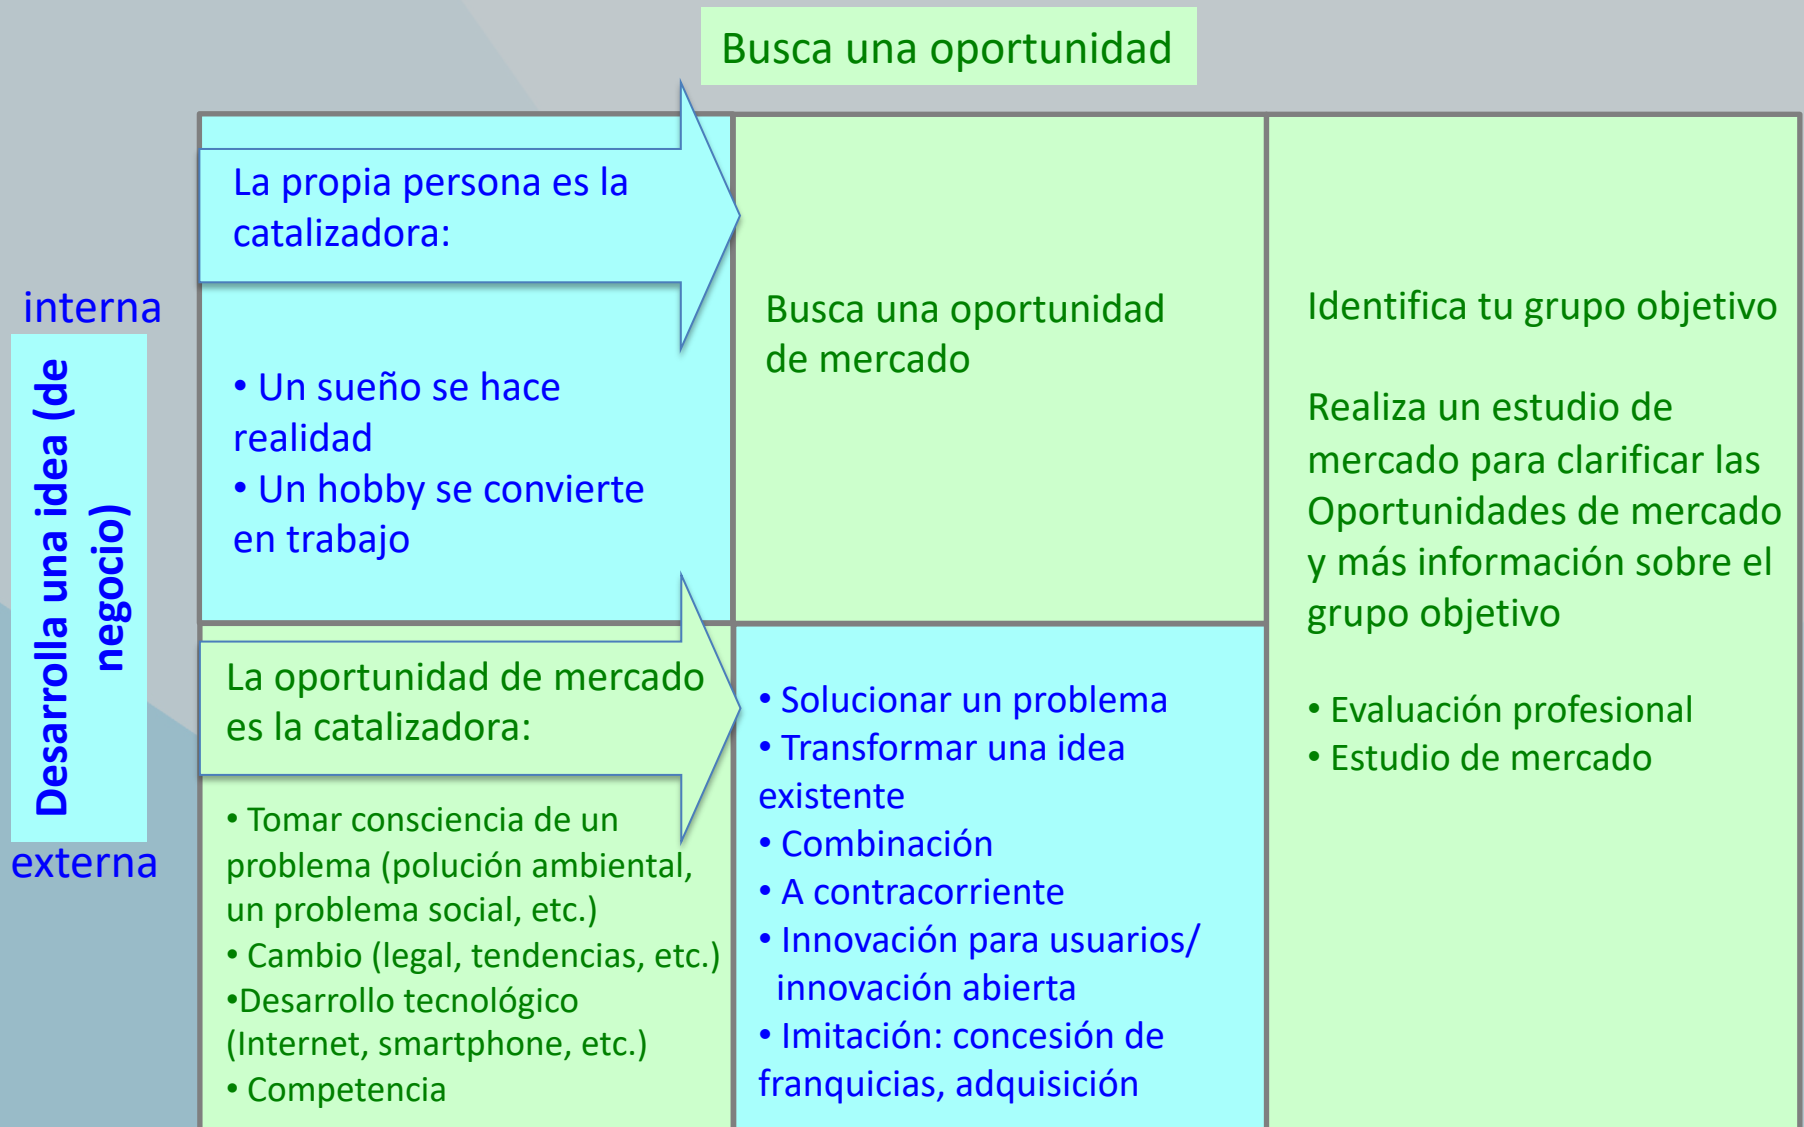 Busca una oportunidad
interna
Desarrolla una idea (de
negocio)
externa
La propia persona es la
catalizadora:
• Un sueño se hace
realidad
• Un hobby se convierte
en trabajo
Busca una oportunidad
de mercado
La oportunidad de mercado
es la catalizadora:
• Tomar consciencia de un
problema (polución ambiental,
un problema social, etc.)
• Cambio (legal, tendencias, etc.)
•Desarrollo tecnológico
(Internet, smartphone, etc.)
• Competencia
• Solucionar un problema
• Transformar una idea
existente
• Combinación
• A contracorriente
• Innovación para usuarios/
innovación abierta
• Imitación: concesión de
franquicias, adquisición
Identifica tu grupo objetivo
Realiza un estudio de
mercado para clarificar las
Oportunidades de mercado
y más información sobre el
grupo objetivo
• Evaluación profesional
• Estudio de mercado